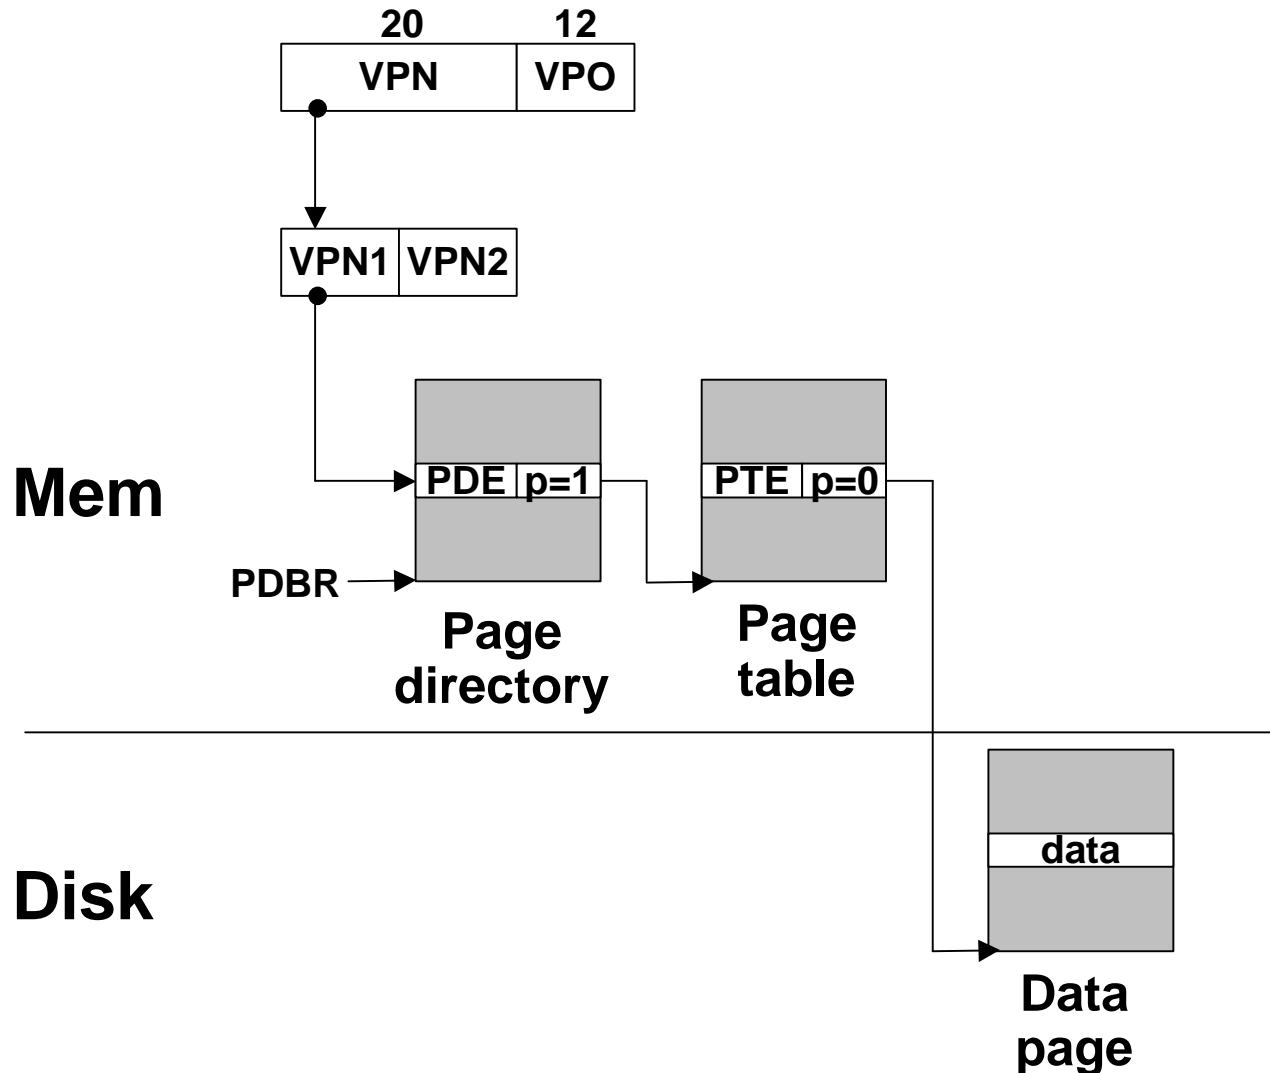 20 12
VPN VPO
VPN1 VPN2
Mem
PDE p=1
PTE p=0
PDBR
Page
directory
Page
table
Disk
data
Data
page